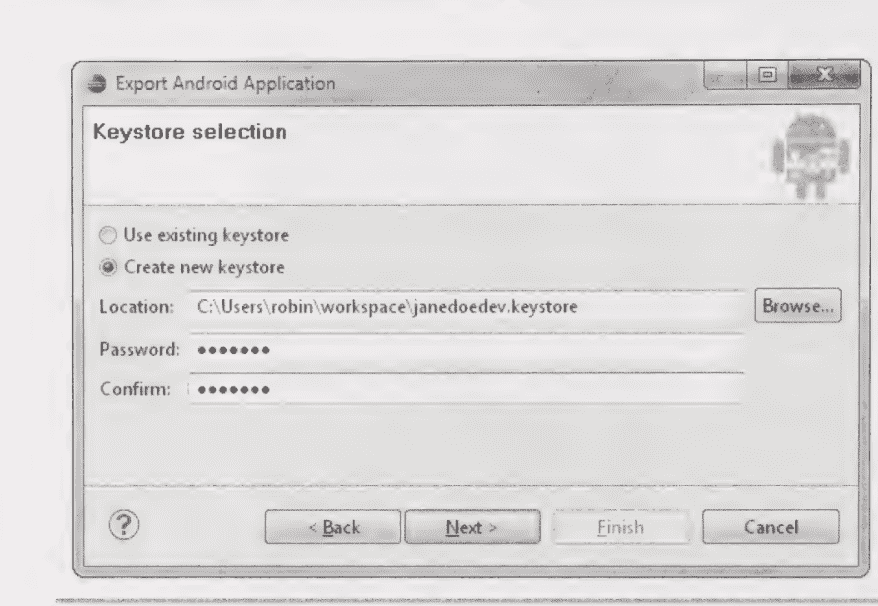 Export Android Application
Keystore selection
Use existing keystore
Create new keystore
Location: C:\Users\robin\workspace\janedoedev.keystore Browse...
Password: •••••••
Confirm: •••••••
? < Back Next > Finish Cancel